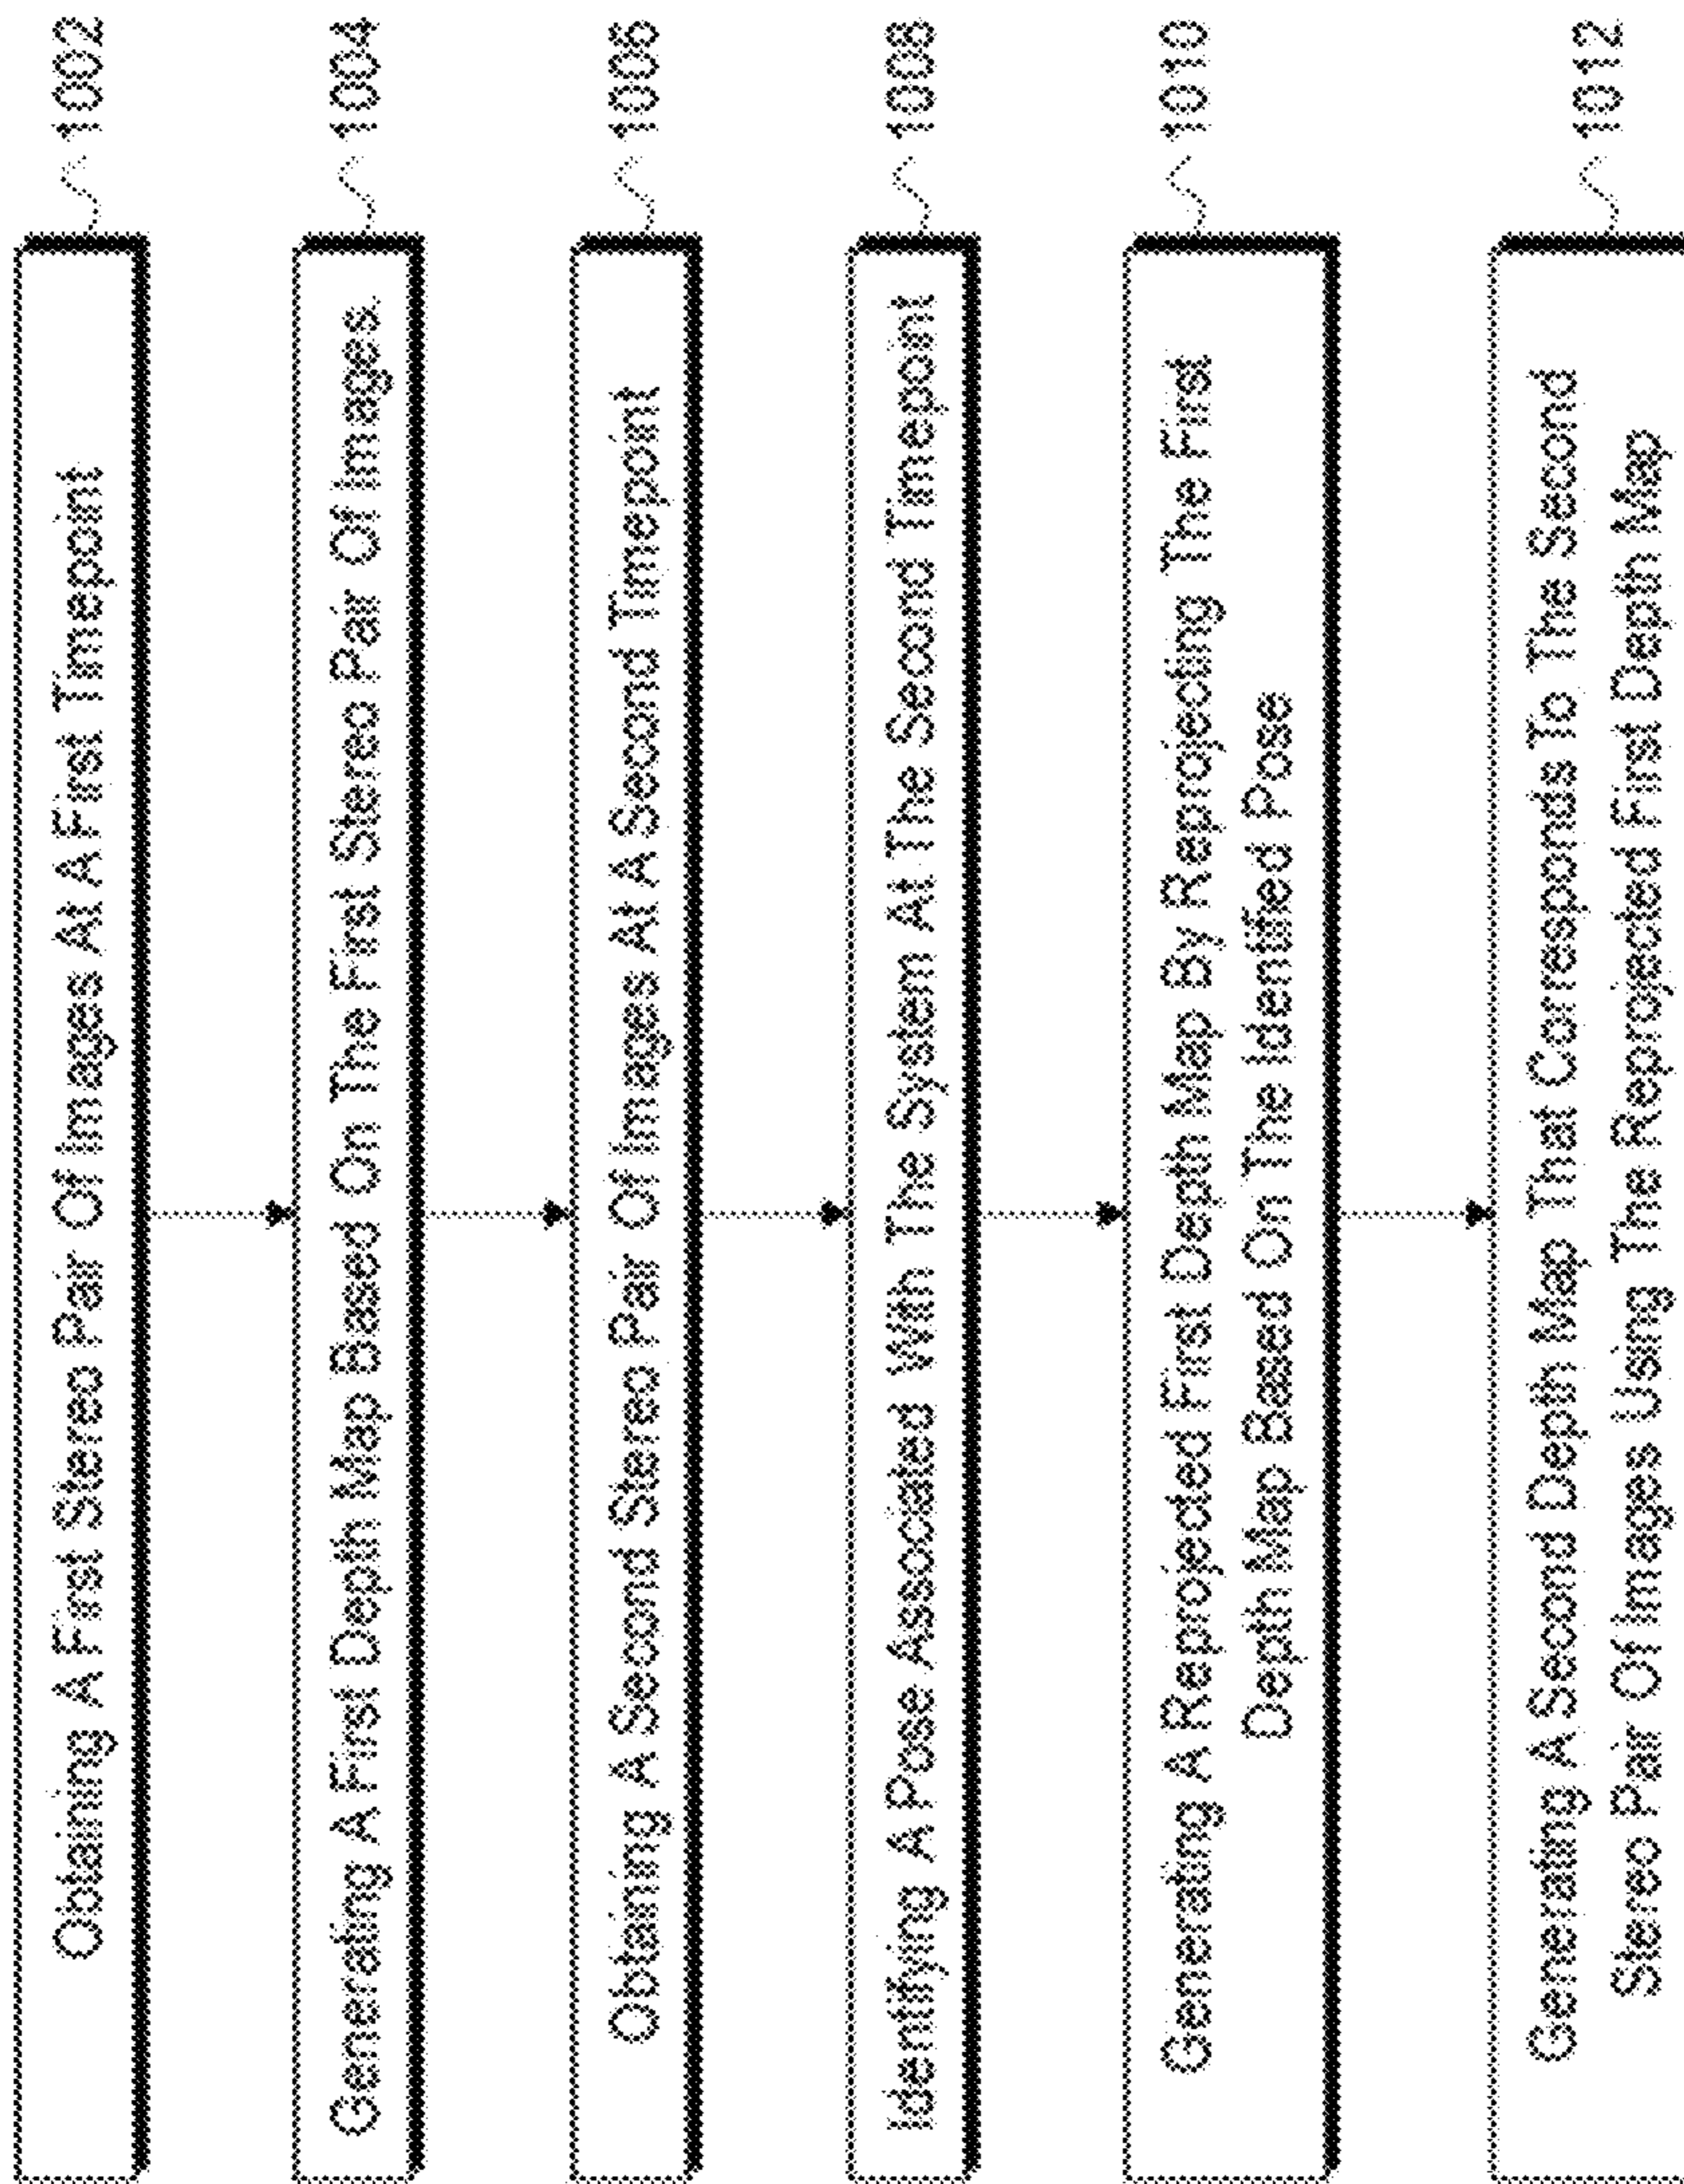 Obtaining A First Stereo Pair Of Images At A First Timepoint
1002
Generating A First Depth Map Based On The First Stereo Pair Of Images.
1004
Obtaining A Second Stereo Pair Of Images At A Second Timepoint
1006
Identifying A Pose Associated With The System At The Second Timepoint
1008
Generating A Reprojected First Depth Map By Reprojecting The First
Depth Map Based On The Identified Pose
1010
Generating A Second Depth Map That Corresponds To The Second
Stereo Pair Of Images Using The Reprojected First Depth Map
1012